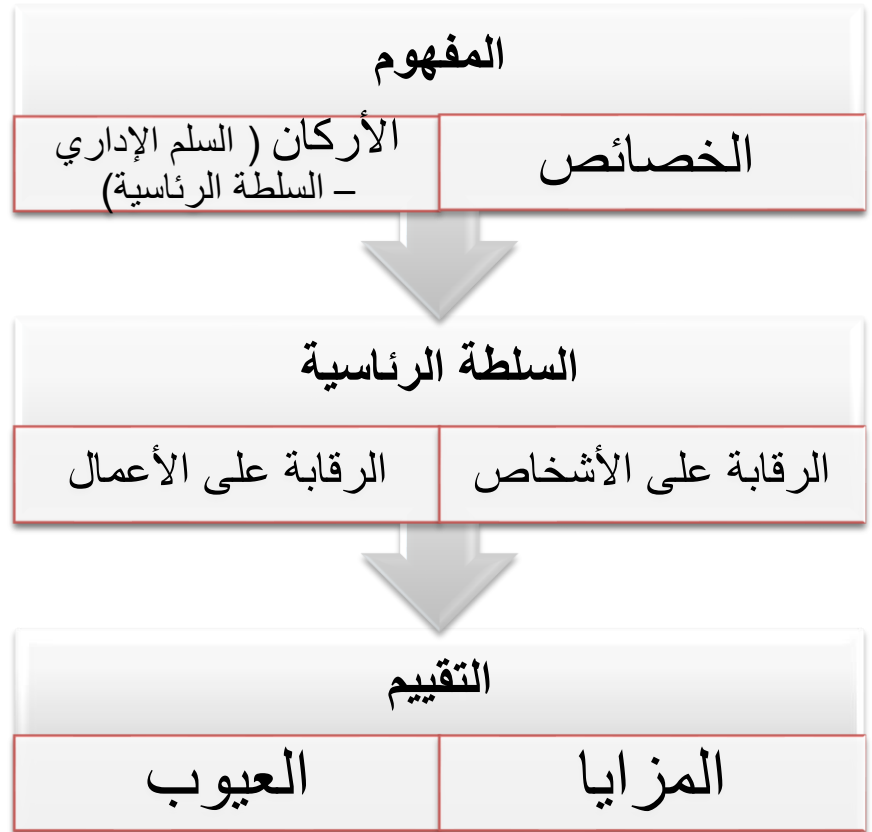 المفهوم
الخصائص
الأركان ( السلم الإداري
– السلطة الرئاسية)
السلطة الرئاسية
الرقابة على الأشخاص
الرقابة على الأعمال
التقييم
المزايا
العيوب